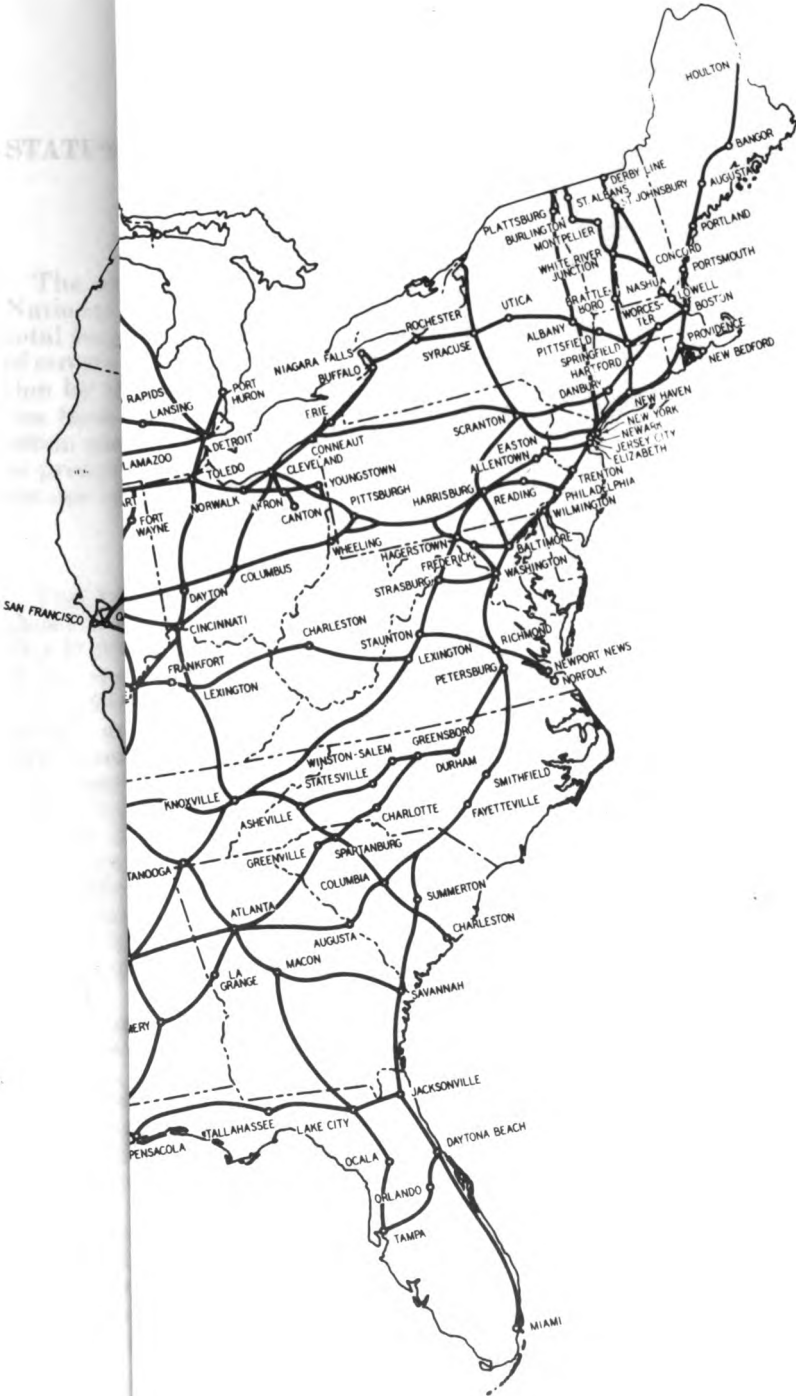 STATUS
The
HOULTON
BANGOR
AUGUSTA
DERBY LINE
ST. ALBANS
ST. JOHNSBURY
PLATTSBURG
BURLINGTON
MONTPELIER
PORTLAND
WHITE RIVER
JUNCTION
CONCORD
PORTSMOUTH
NASHUA
LOWELL
BRATTLE-
BORO
WORCES-
TER
BOSTON
UTICA
ROCHESTER
ALBANY
PITTSFIELD
SPRINGFIELD
HARTFORD
PROVIDENCE
NEW BEDFORD
SYRACUSE
NIAGARA FALLS
BUFFALO
DANBURY
RAPIDS
PORT
HURON
LANSING
ERIE
SCRANTON
NEW HAVEN
NEW YORK
NEWARK
JERSEY CITY
ELIZABETH
DETROIT
CONNEAUT
EASTON
ALLENTOWN
LAMAZOO
TOLEDO
CLEVELAND
YOUNGSTOWN
PITTSBURGH
HARRISBURG
READING
TRENTON
PHILADELPHIA
WILMINGTON
ART
NORWALK
AKRON
CANTON
FORT
WAYNE
WHEELING
HAGERSTOWN
FREDERICK
BALTIMORE
WASHINGTON
COLUMBUS
STRASBURG
DAYTON
SAN FRANCISCO
O
CINCINNATI
CHARLESTON
STAUNTON
RICHMOND
FRANKFORT
LEXINGTON
NEWPORT NEWS
NORFOLK
PETERSBURG
E
LEXINGTON
GREENSBORO
WINSTON-SALEM
DURHAM
STATESVILLE
SMITHFIELD
KNOXVILLE
ASHEVILLE
CHARLOTTE
FAYETTEVILLE
SPARTANBURG
GREENVILLE
TANOOGA
COLUMBIA
SUMMERTON
ATLANTA
CHARLESTON
AUGUSTA
MACON
LA
GRANGE
SAVANNAH
MERY
JACKSONVILLE
TALLAHASSEE
LAKE CITY
PENSACOLA
DAYTONA BEACH
OCALA
ORLANDO
TAMPA
MIAMI